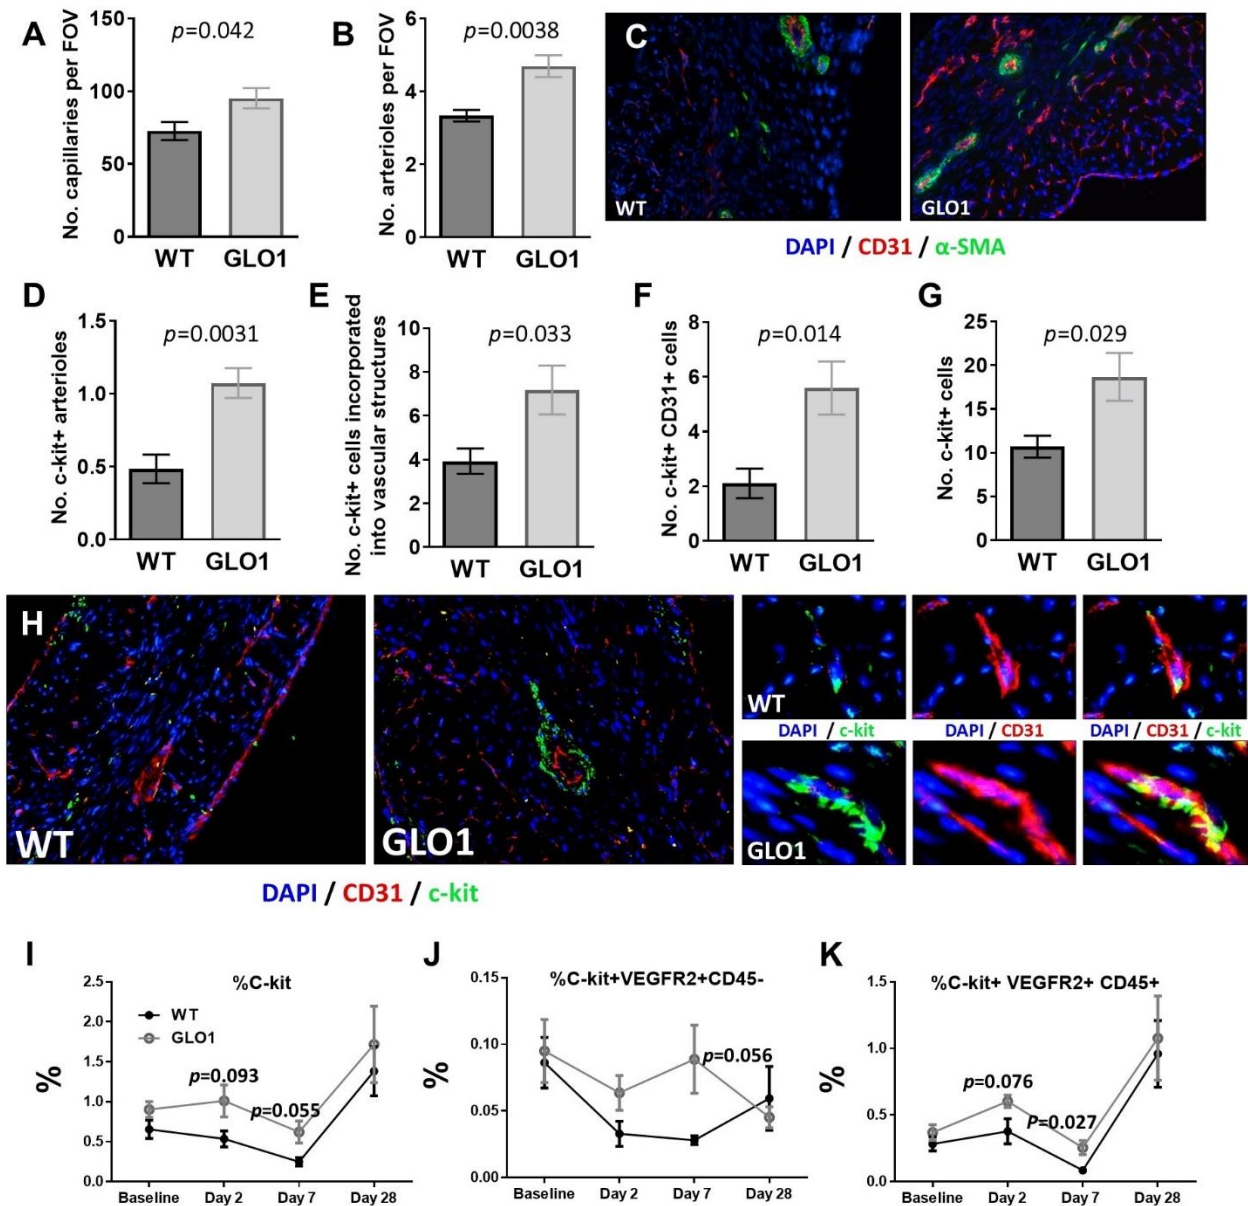 A
No. capillaries per FOV
150
100
50
0
p=0.042
WT GLO1
B
No. arterioles per FOV
6
4
2
0
p=0.0038
WT GLO1
C
WT
GLO1
DAPI / CD31 / α-SMA
D
No. c-kit+ arterioles
1.5
1.0
0.5
0.0
p=0.0031
WT GLO1
E
No. c-kit+ cells incorporated
into vascular structures
10
8
6
4
2
0
p=0.033
WT GLO1
F
No. c-kit+ CD31+ cells
8
6
4
2
0
p=0.014
WT GLO1
G
No. c-kit+ cells
25
20
15
10
5
0
p=0.029
WT GLO1
H
WT
GLO1
DAPI / CD31 / c-kit
WT
DAPI / c-kit
DAPI / CD31
DAPI / CD31 / c-kit
GLO1
I
%C-kit
%
2.5
2.0
1.5
1.0
0.5
0.0
WT
GLO1
p=0.093
p=0.055
Baseline Day 2 Day 7 Day 28
J
%C-kit+VEGFR2+CD45-
%
0.15
0.10
0.05
0.00
p=0.056
Baseline Day 2 Day 7 Day 28
K
%C-kit+ VEGFR2+ CD45+
%
1.5
1.0
0.5
0.0
p=0.076
P=0.027
Baseline Day 2 Day 7 Day 28